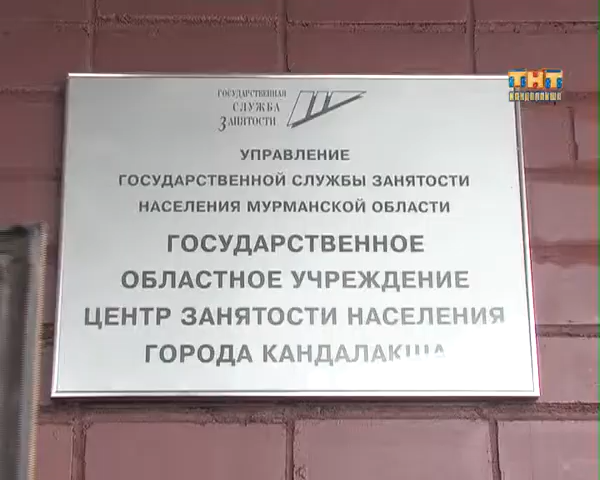 ТНТ
КАНДАЛАКША
ГОСУДАРСТВЕННАЯ
СЛУЖБА
ЗАНЯТОСТИ
УПРАВЛЕНИЕ
ГОСУДАРСТВЕННОЙ СЛУЖБЫ ЗАНЯТОСТИ
НАСЕЛЕНИЯ МУРМАНСКОЙ ОБЛАСТИ
ГОСУДАРСТВЕННОЕ
ОБЛАСТНОЕ УЧРЕЖДЕНИЕ
ЦЕНТР ЗАНЯТОСТИ НАСЕЛЕНИЯ
ГОРОДА КАНДАЛАКША